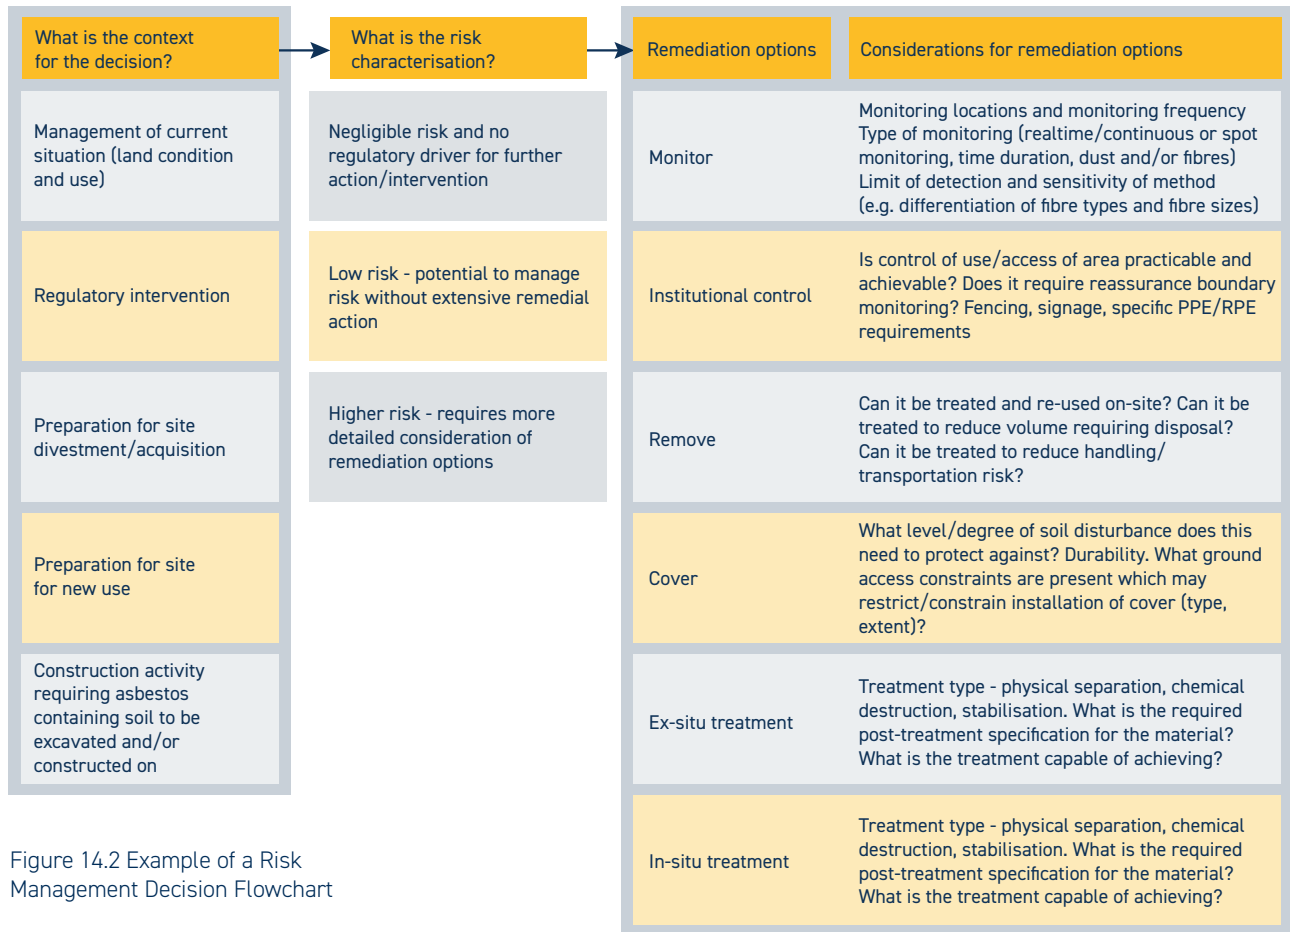 What is the context
for the decision?
What is the risk
characterisation?
Remediation options
Considerations for remediation options
Management of current
situation (land condition
and use)
Negligible risk and no
regulatory driver for further
action/intervention
Monitor
Monitoring locations and monitoring frequency
Type of monitoring (realtime/continuous or spot
monitoring, time duration, dust and/or fibres)
Limit of detection and sensitivity of method
(e.g. differentiation of fibre types and fibre sizes)
Regulatory intervention
Low risk - potential to manage
risk without extensive remedial
action
Institutional control
Is control of use/access of area practicable and
achievable? Does it require reassurance boundary
monitoring? Fencing, signage, specific PPE/RPE
requirements
Preparation for site
divestment/acquisition
Higher risk - requires more
detailed consideration of
remediation options
Remove
Can it be treated and re-used on-site? Can it be
treated to reduce volume requiring disposal?
Can it be treated to reduce handling/
transportation risk?
Preparation for site
for new use
Cover
What level/degree of soil disturbance does this
need to protect against? Durability. What ground
access constraints are present which may
restrict/constrain installation of cover (type,
extent)?
Construction activity
requiring asbestos
containing soil to be
excavated and/or
constructed on
Ex-situ treatment
Treatment type - physical separation, chemical
destruction, stabilisation. What is the required
post-treatment specification for the material?
What is the treatment capable of achieving?
In-situ treatment
Treatment type - physical separation, chemical
destruction, stabilisation. What is the required
post-treatment specification for the material?
What is the treatment capable of achieving?
Figure 14.2 Example of a Risk
Management Decision Flowchart